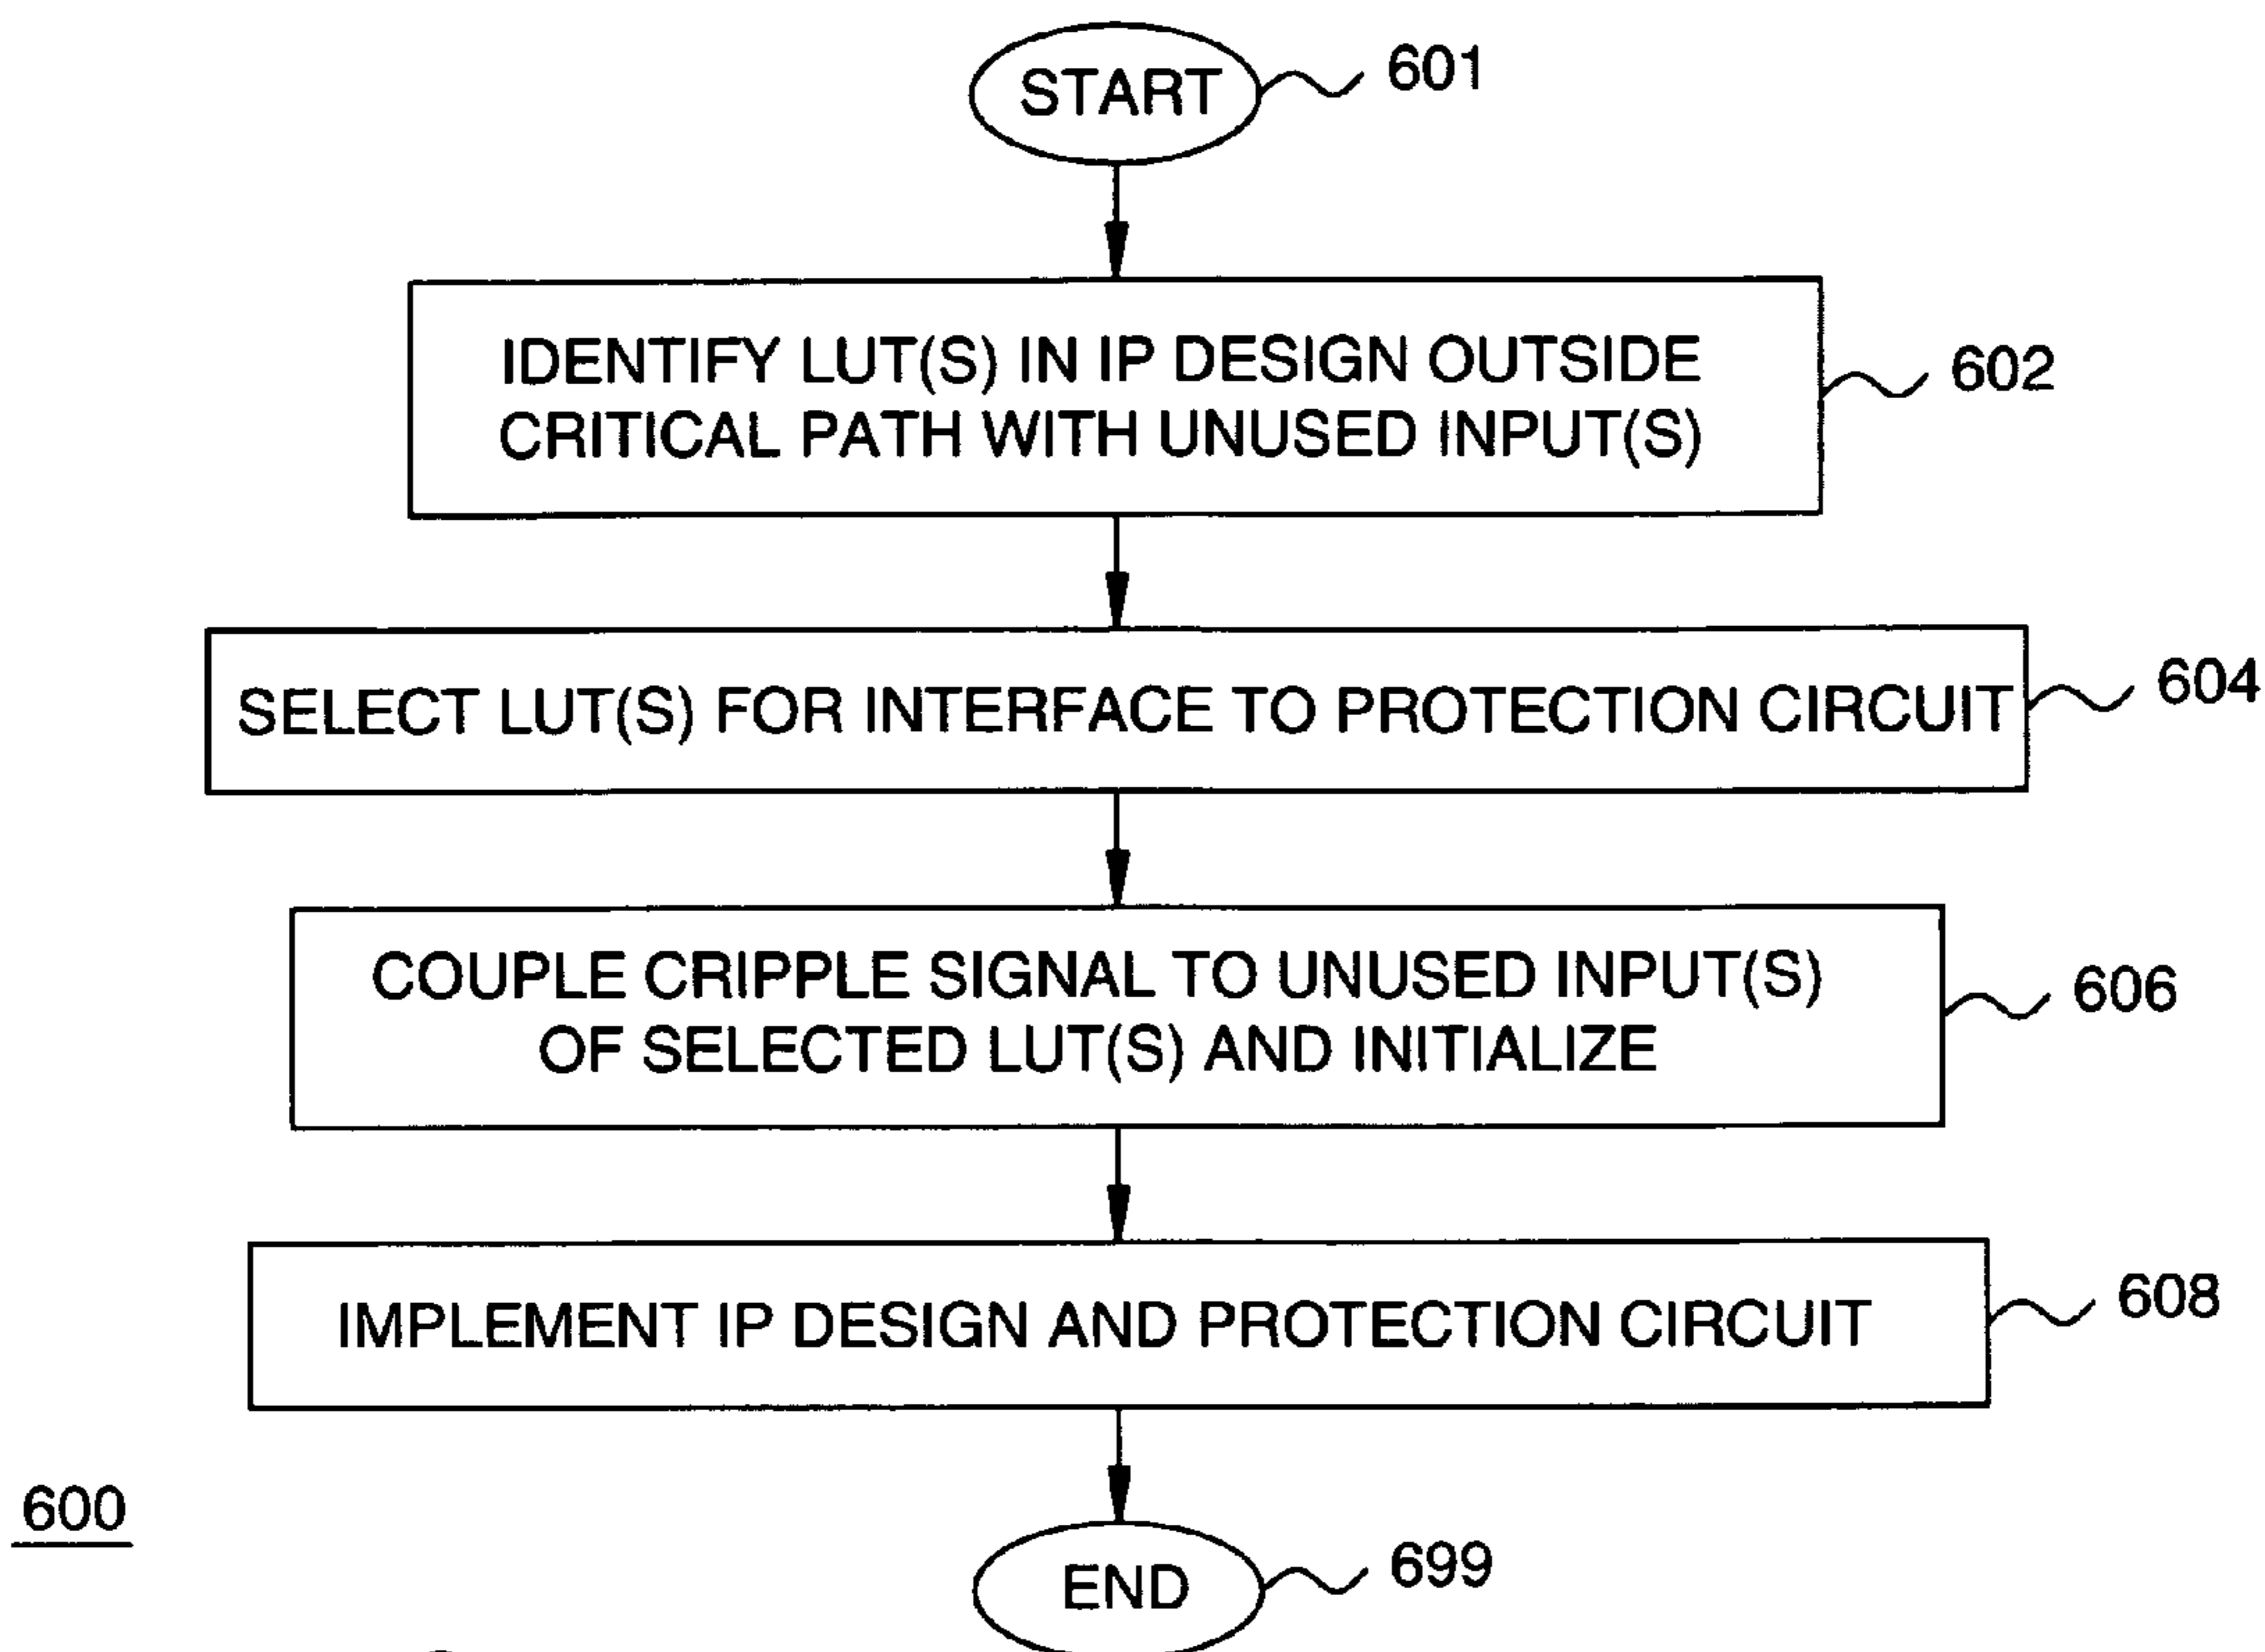 START
601
IDENTIFY LUT(S) IN IP DESIGN OUTSIDE
CRITICAL PATH WITH UNUSED INPUT(S)
602
SELECT LUT(S) FOR INTERFACE TO PROTECTION CIRCUIT
604
COUPLE CRIPPLE SIGNAL TO UNUSED INPUT(S)
OF SELECTED LUT(S) AND INITIALIZE
606
IMPLEMENT IP DESIGN AND PROTECTION CIRCUIT
608
600
END
699